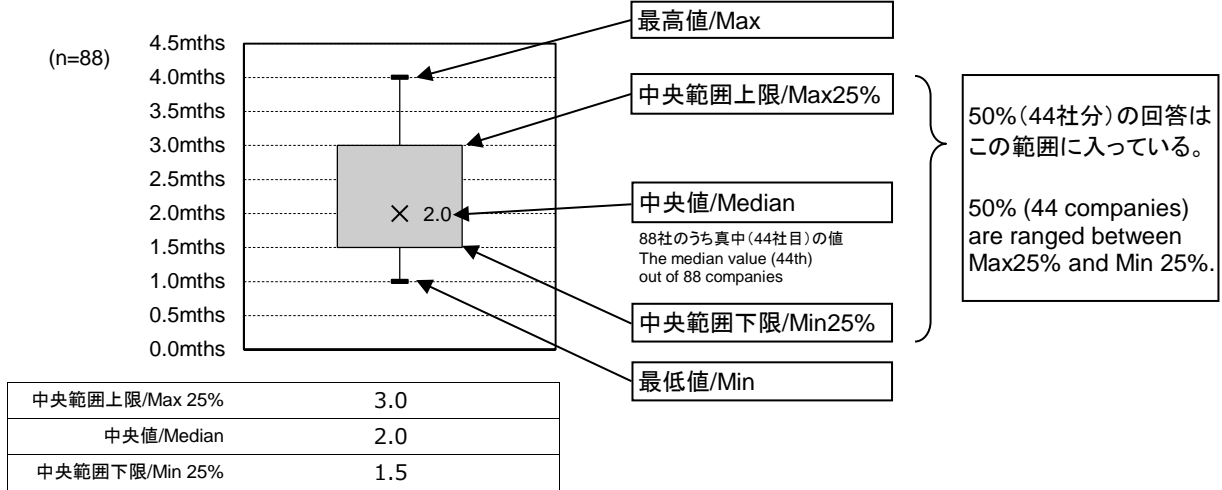 (n=88)
4.5mths
4.0mths
3.5mths
3.0mths
2.5mths
2.0mths
1.5mths
1.0mths
0.5mths
0.0mths
2.0
最高値/Max
中央範囲上限/Max25%
中央値/Median
88社のうち真中(44社目)の値
The median value (44th)
out of 88 companies
中央範囲下限/Min25%
最低値/Min
50%(44社分)の回答は
この範囲に入っている。
50% (44 companies)
are ranged between
Max25% and Min 25%.
中央範囲上限/Max 25% 3.0
中央値/Median 2.0
中央範囲下限/Min 25% 1.5